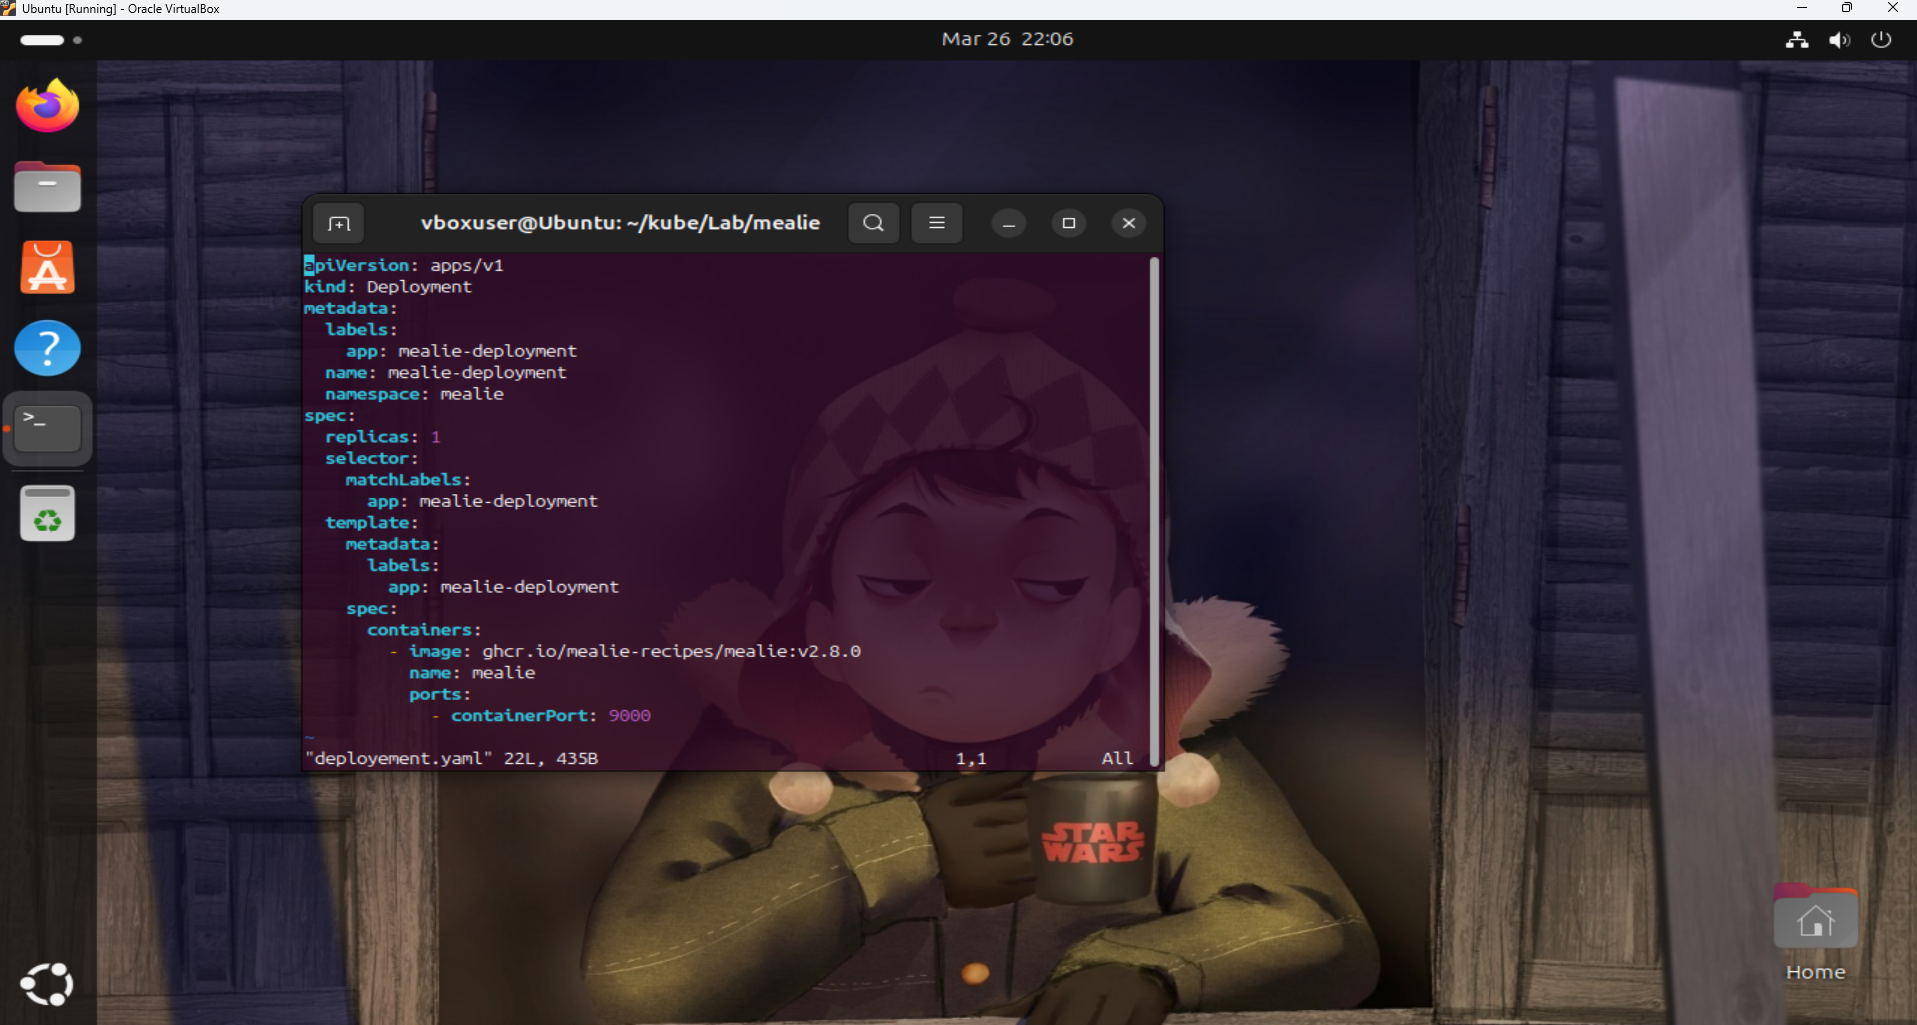 Ubuntu [Running] - Oracle VirtualBox
Mar 26 22:06
vboxuser@Ubuntu: ~/kube/Lab/mealie
apiVersion: apps/v1
kind: Deployment
metadata:
  labels:
    app: mealie-deployment
  name: mealie-deployment
  namespace: mealie
spec:
  replicas: 1
  selector:
    matchLabels:
      app: mealie-deployment
  template:
    metadata:
      labels:
        app: mealie-deployment
    spec:
      containers:
        - image: ghcr.io/mealie-recipes/mealie:v2.8.0
          name: mealie
          ports:
            - containerPort: 9000
~
"deployement.yaml" 22L, 435B 1,1 All
STAR
WARS
Home